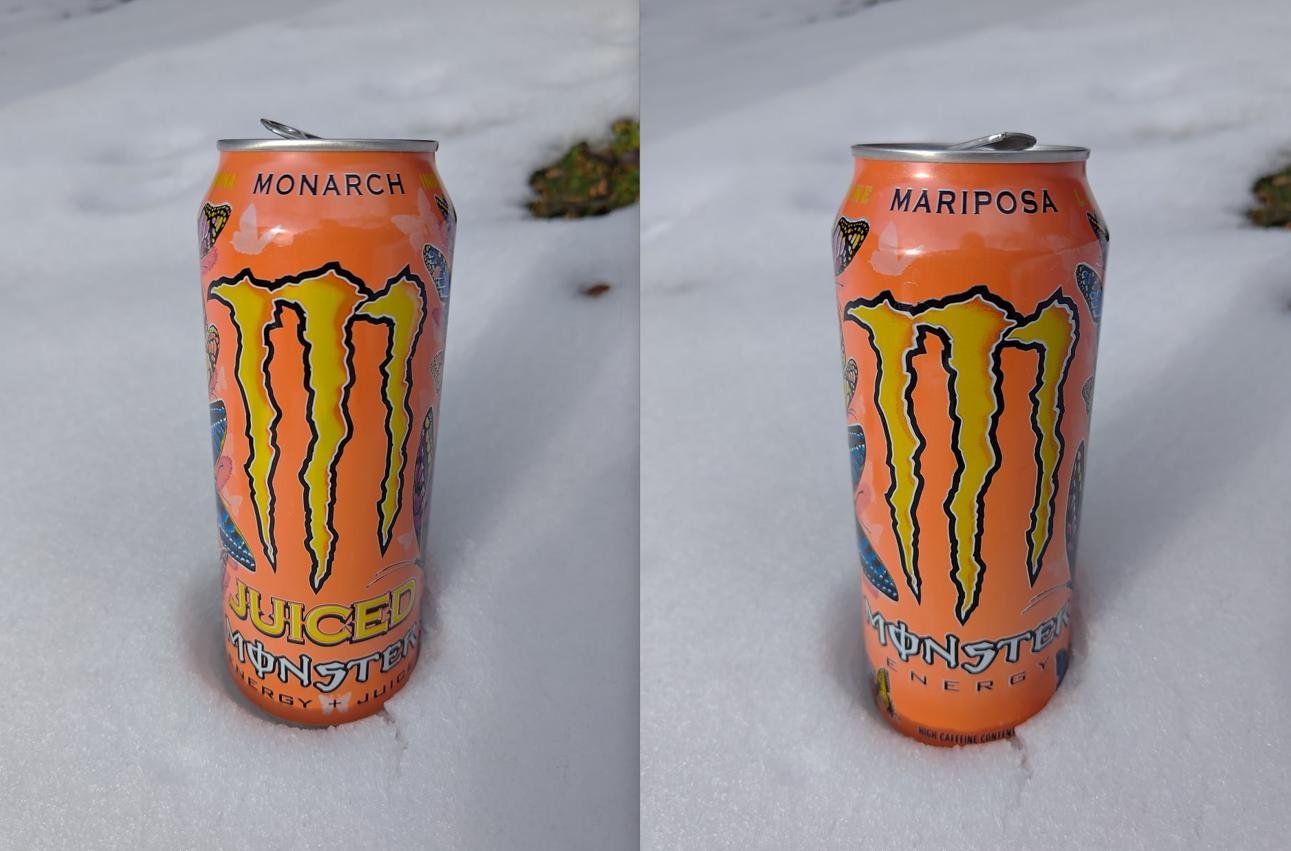 MONARCH
JUICED
MONSTER
ENERGY + JUICE
MARIPOSA
MONSTER
ENERGY
HIGH CAFFEINE CONTENT